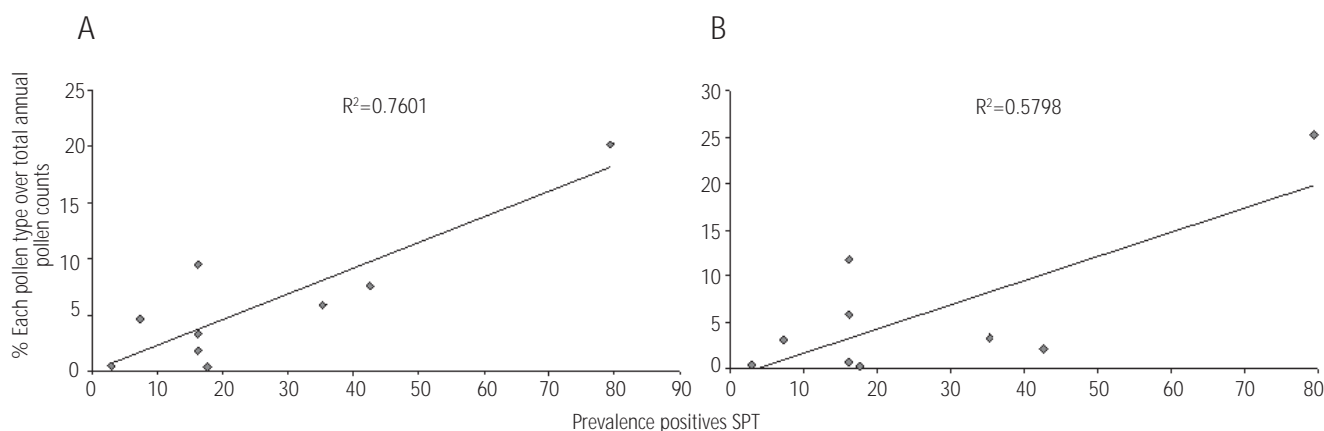 A
B
R²=0.7601
R²=0.5798
% Each pollen type over total annual
pollen counts
25
20
15
10
5
0
0 10 20 30 40 50 60 70 80 90
30
25
20
15
10
5
0
0 10 20 30 40 50 60 70 80
Prevalence positives SPT